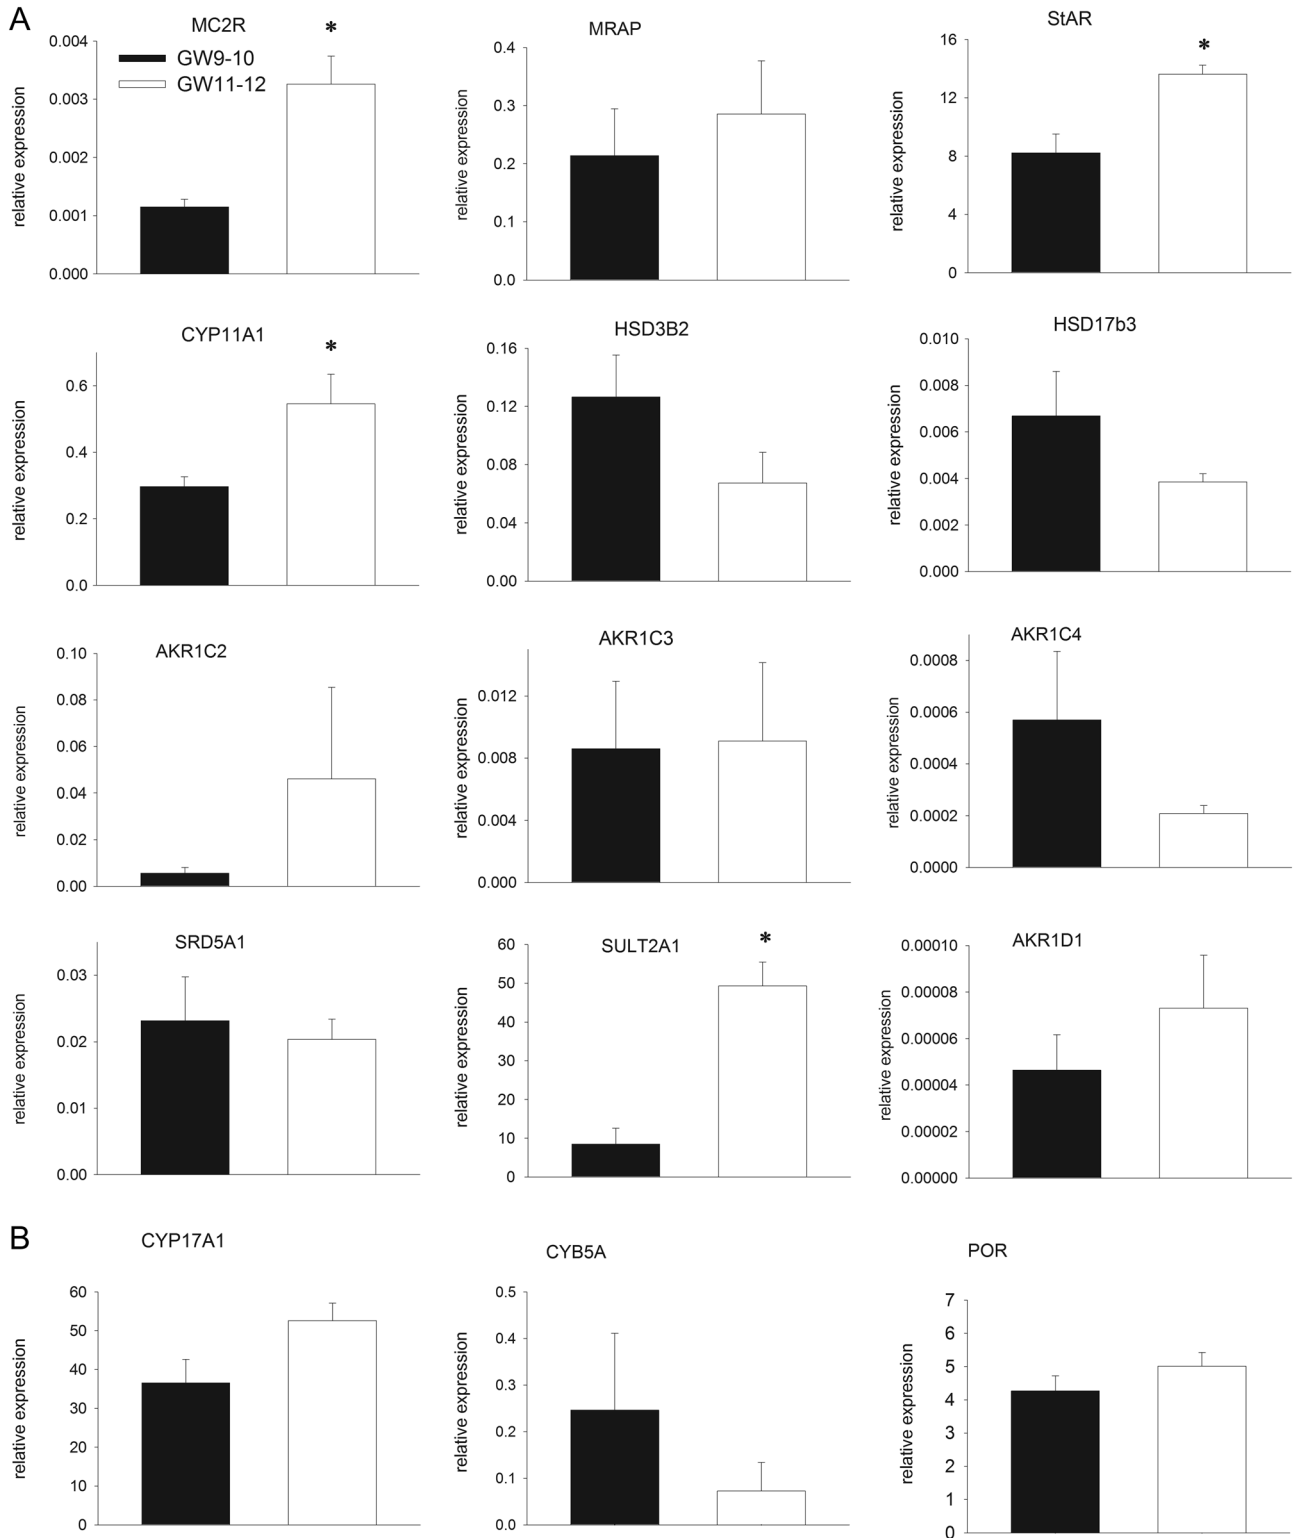 A
MC2R
*
GW9-10
GW11-12
relative expression
0.004
0.003
0.002
0.001
0.000
MRAP
relative expression
0.4
0.3
0.2
0.1
0.0
StAR
*
relative expression
16
12
8
4
0
CYP11A1
*
relative expression
0.6
0.4
0.2
0.0
HSD3B2
relative expression
0.16
0.12
0.08
0.04
0.00
HSD17b3
relative expression
0.010
0.008
0.006
0.004
0.002
0.000
AKR1C2
relative expression
0.10
0.08
0.06
0.04
0.02
0.00
AKR1C3
relative expression
0.012
0.008
0.004
0.000
AKR1C4
relative expression
0.0008
0.0006
0.0004
0.0002
0.0000
SRD5A1
relative expression
0.03
0.02
0.01
0.00
SULT2A1
*
relative expression
60
50
40
30
20
10
0
AKR1D1
relative expression
0.00010
0.00008
0.00006
0.00004
0.00002
0.00000
B
CYP17A1
relative expression
60
50
40
30
20
10
0
CYB5A
relative expression
0.5
0.4
0.3
0.2
0.1
0.0
POR
relative expression
7
6
5
4
3
2
1
0